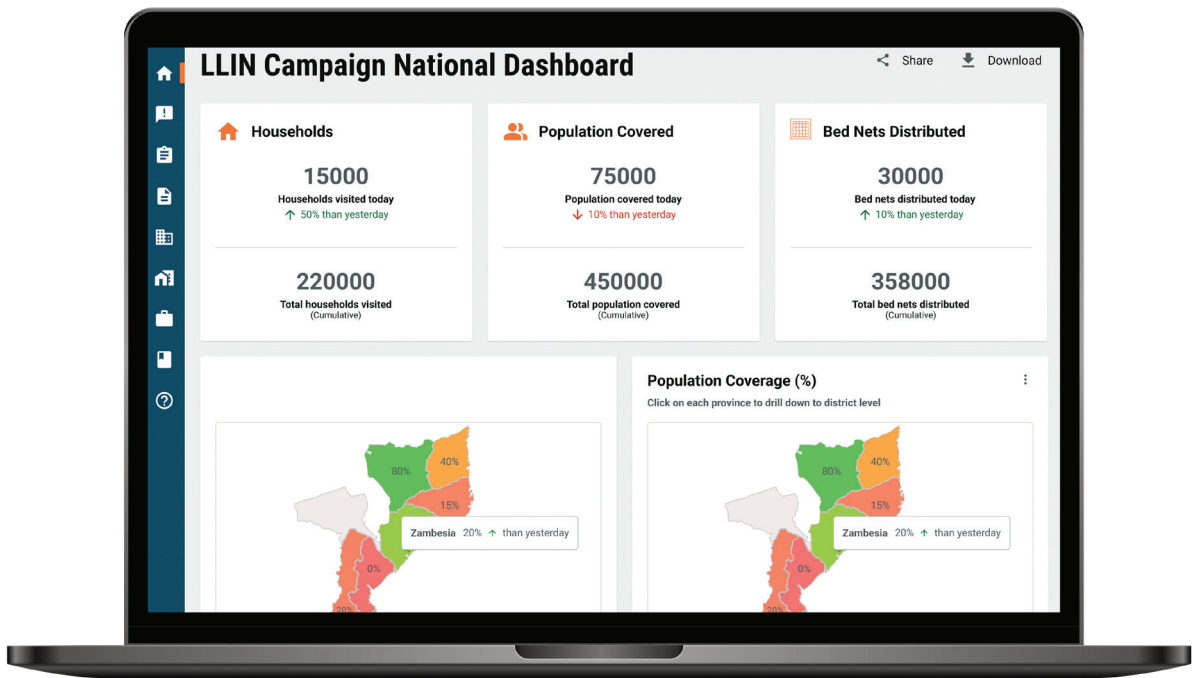 LLIN Campaign National Dashboard
Share
Download
Households
15000
Households visited today
↑ 50% than yesterday
220000
Total households visited
(Cumulative)
Population Covered
75000
Population covered today
↓ 10% than yesterday
450000
Total population covered
(Cumulative)
Bed Nets Distributed
30000
Bed nets distributed today
↑ 10% than yesterday
358000
Total bed nets distributed
(Cumulative)
80%
40%
15%
Zambesia 20% ↑ than yesterday
0%
20%
Population Coverage (%)
Click on each province to drill down to district level
80%
40%
15%
Zambesia 20% ↑ than yesterday
0%
20%